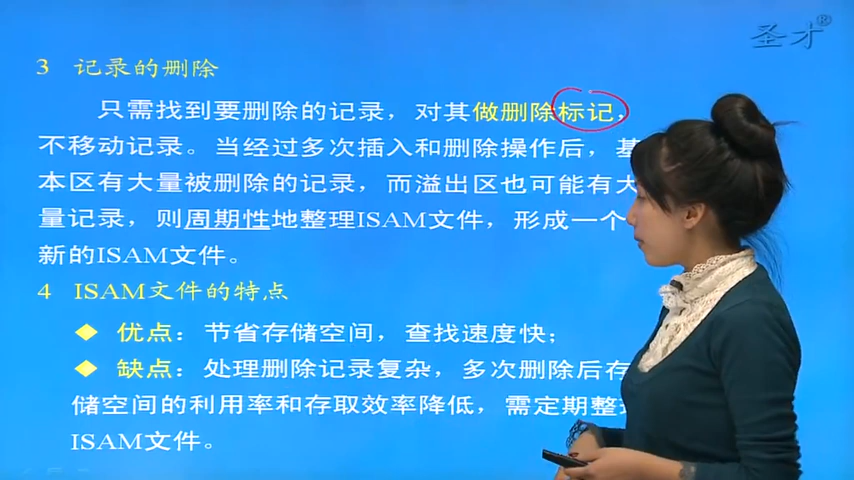 圣才®
3 记录的删除
只需找到要删除的记录，对其做删除标记，
不移动记录。当经过多次插入和删除操作后，基
本区有大量被删除的记录，而溢出区也可能有大
量记录，则周期性地整理ISAM文件，形成一个
新的ISAM文件。
4 ISAM文件的特点
◆ 优点：节省存储空间，查找速度快；
◆ 缺点：处理删除记录复杂，多次删除后存
储空间的利用率和存取效率降低，需定期整
ISAM文件。